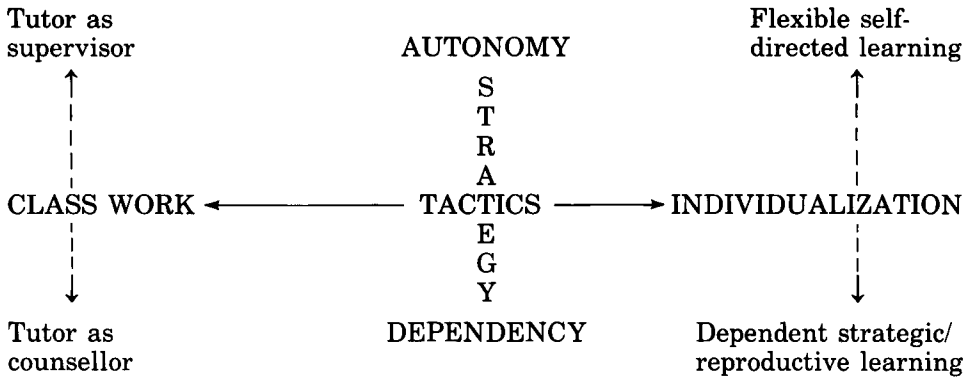 Tutor as
supervisor
AUTONOMY
Flexible self-
directed learning
S
T
R
A
CLASS WORK
TACTICS
INDIVIDUALIZATION
E
G
Y
Tutor as
counsellor
DEPENDENCY
Dependent strategic/
reproductive learning